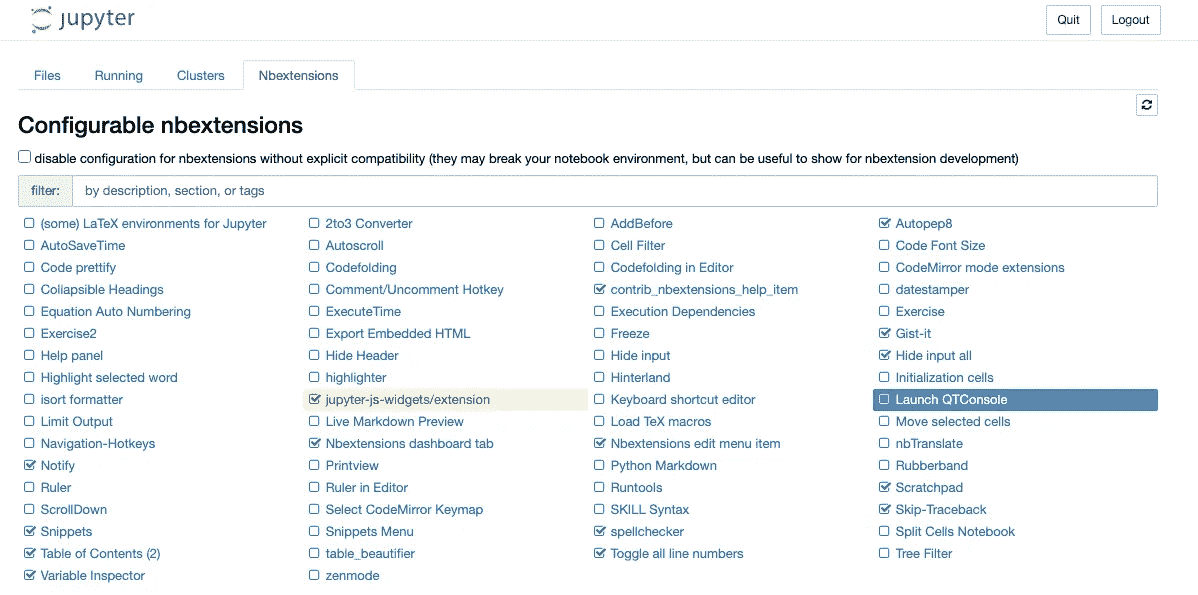 jupyter
Quit Logout
Files Running Clusters Nbextensions
Configurable nbextensions
disable configuration for nbextensions without explicit compatibility (they may break your notebook environment, but can be useful to show for nbextension development)
filter: by description, section, or tags
(some) LaTeX environments for Jupyter 2to3 Converter AddBefore Autopep8
AutoSaveTime Autoscroll Cell Filter Code Font Size
Code prettify Codefolding Codefolding in Editor CodeMirror mode extensions
Collapsible Headings Comment/Uncomment Hotkey contrib_nbextensions_help_item datestamper
Equation Auto Numbering ExecuteTime Execution Dependencies Exercise
Exercise2 Export Embedded HTML Freeze Gist-it
Help panel Hide Header Hide input Hide input all
Highlight selected word highlighter Hinterland Initialization cells
isort formatter jupyter-js-widgets/extension Keyboard shortcut editor Launch QTConsole
Limit Output Live Markdown Preview Load TeX macros Move selected cells
Navigation-Hotkeys Nbextensions dashboard tab Nbextensions edit menu item nbTranslate
Notify Printview Python Markdown Rubberband
Ruler Ruler in Editor Runtools Scratchpad
ScrollDown Select CodeMirror Keymap SKILL Syntax Skip-Traceback
Snippets Snippets Menu spellchecker Split Cells Notebook
Table of Contents (2) table_beautifier Toggle all line numbers Tree Filter
Variable Inspector zenmode